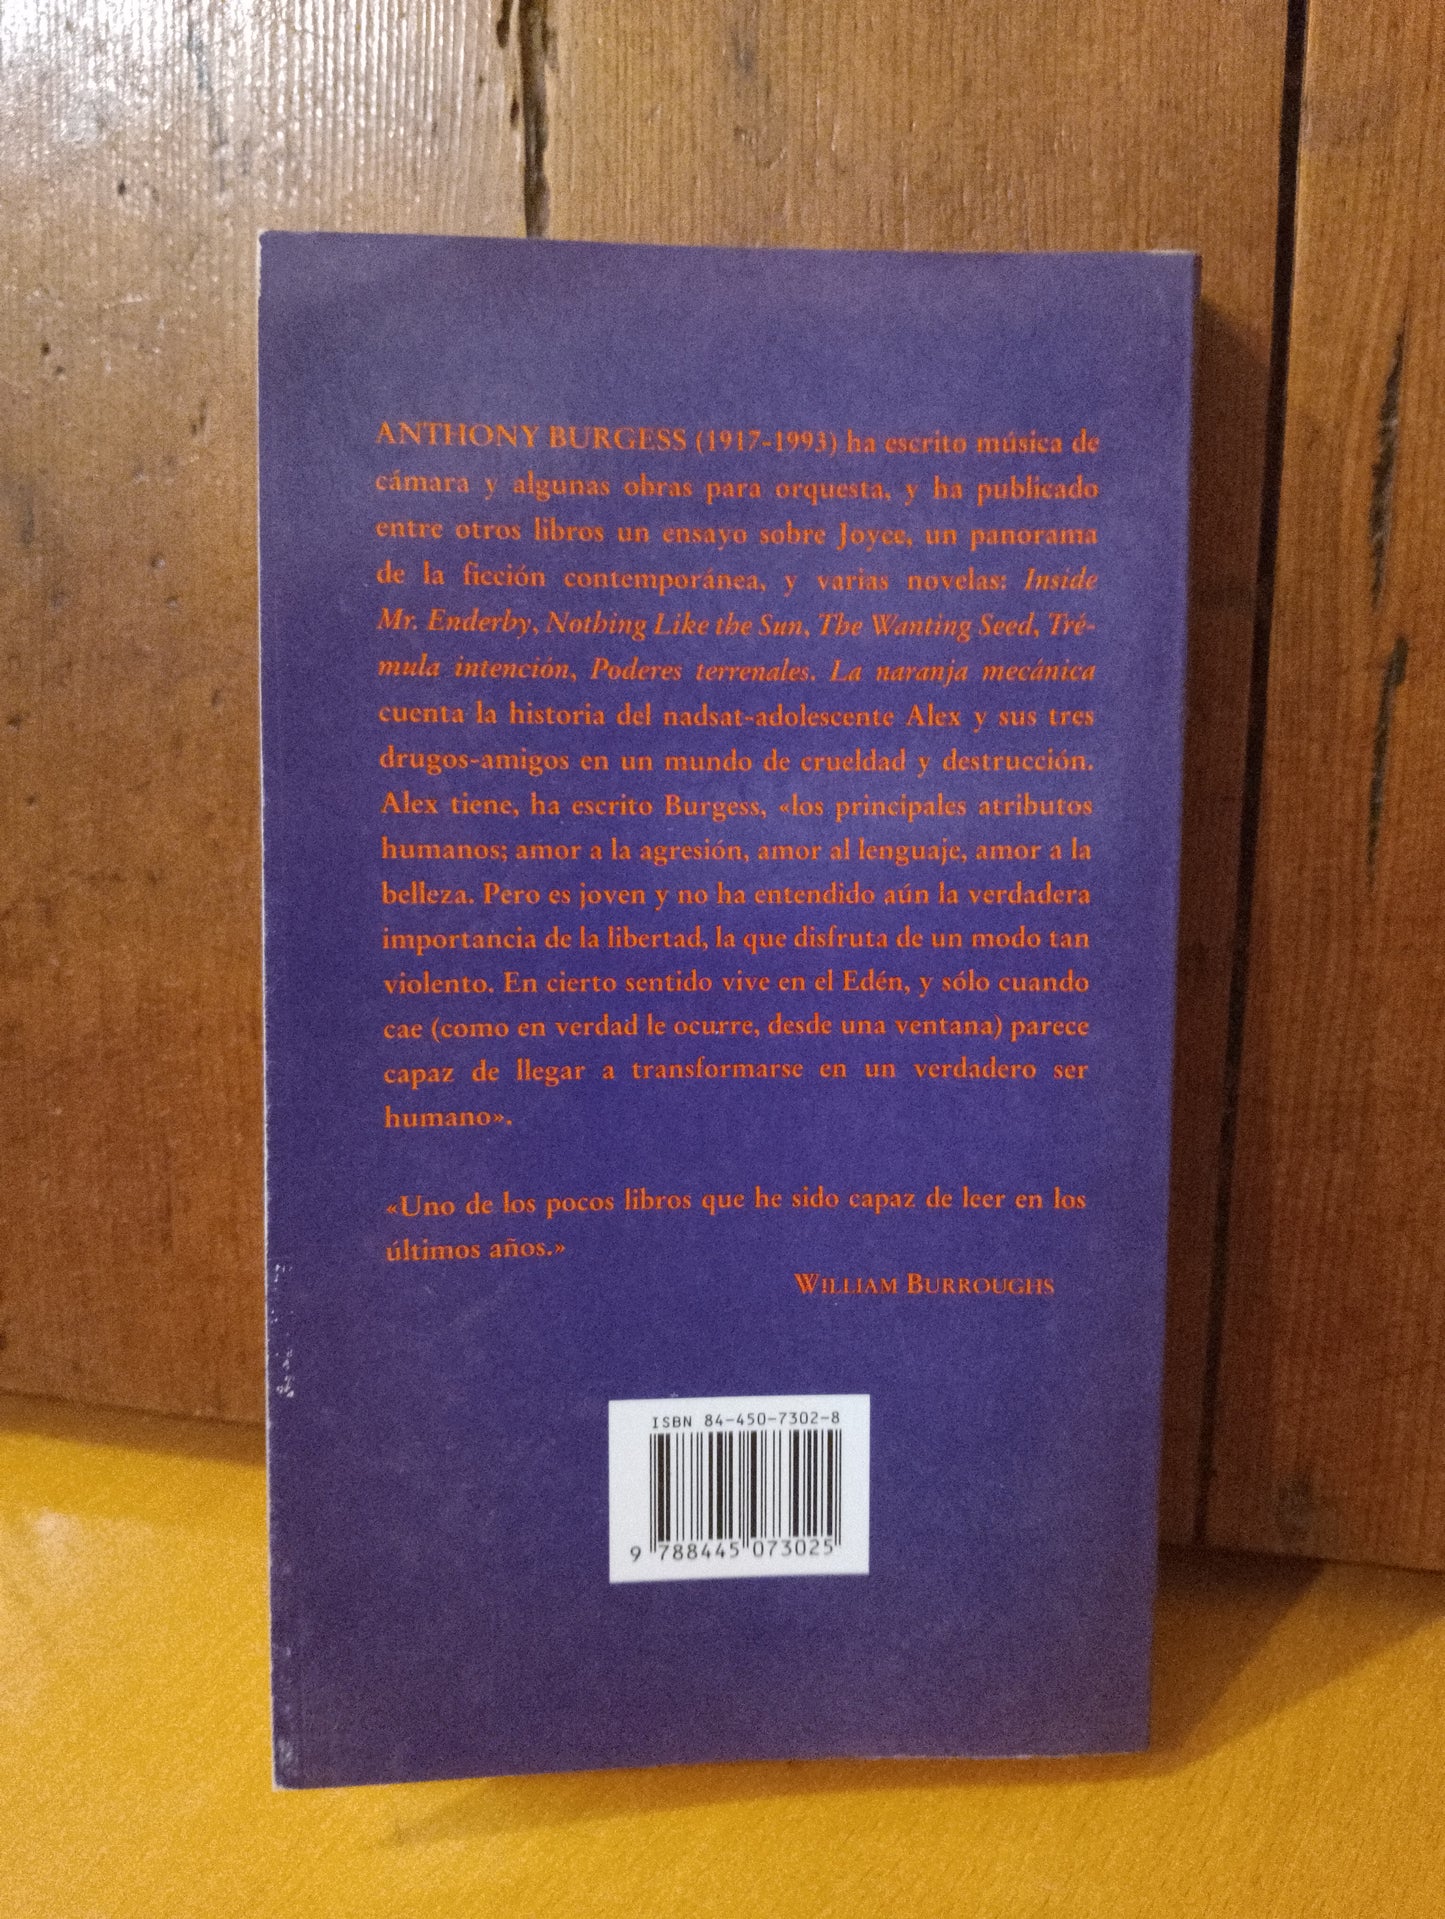 ANTHONY BURGESS (1917-1993) ha escrito música de
cámara y algunas obras para orquesta, y ha publicado
entre otros libros un ensayo sobre Joyce, un panorama
de la ficción contemporánea, y varias novelas: Inside
Mr. Enderby, Nothing Like the Sun, The Wanting Seed, Tré-
mula intención, Poderes terrenales. La naranja mecánica
cuenta la historia del nadsat-adolescente Alex y sus tres
drugos-amigos en un mundo de crueldad y destrucción.
Alex tiene, ha escrito Burgess, «los principales atributos
humanos; amor a la agresión, amor al lenguaje, amor a la
belleza. Pero es joven y no ha entendido aún la verdadera
importancia de la libertad, la que disfruta de un modo tan
violento. En cierto sentido vive en el Edén, y sólo cuando
cae (como en verdad le ocurre, desde una ventana) parece
capaz de llegar a transformarse en un verdadero ser
humano».
«Uno de los pocos libros que he sido capaz de leer en los
últimos años.»
WILLIAM BURROUGHS
ISBN 84-450-7302-8
9 788445 073025